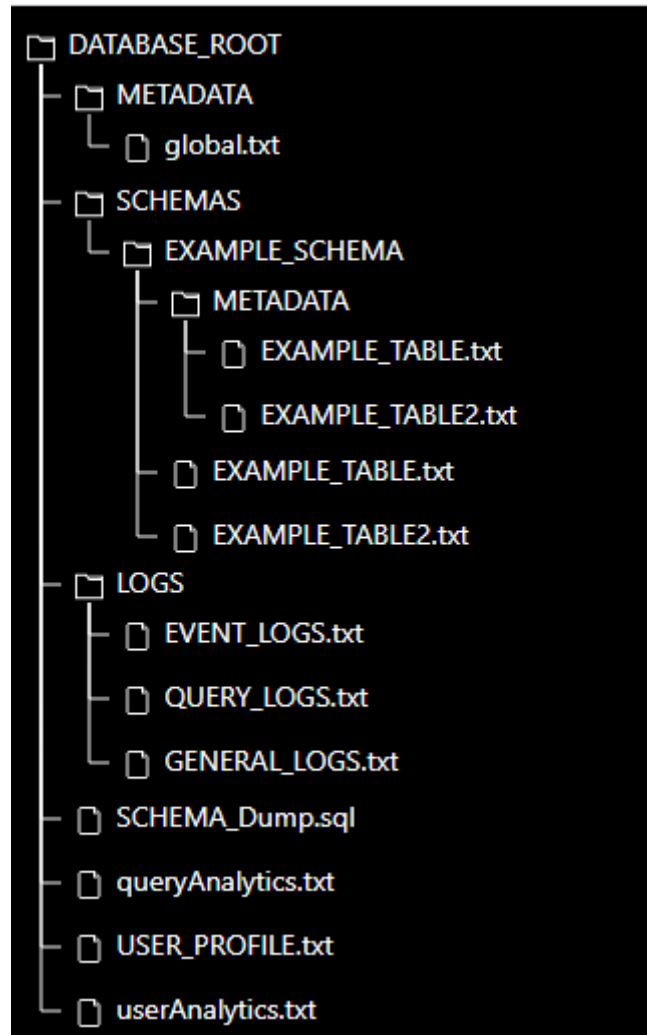 DATABASE_ROOT
METADATA
global.txt
SCHEMAS
EXAMPLE_SCHEMA
METADATA
EXAMPLE_TABLE.txt
EXAMPLE_TABLE2.txt
EXAMPLE_TABLE.txt
EXAMPLE_TABLE2.txt
LOGS
EVENT_LOGS.txt
QUERY_LOGS.txt
GENERAL_LOGS.txt
SCHEMA_Dump.sql
queryAnalytics.txt
USER_PROFILE.txt
userAnalytics.txt